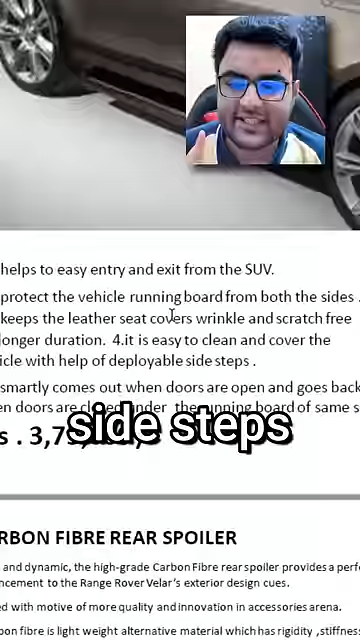 helps to easy entry and exit from the SUV.
protect the vehicle running board from both the sides .
keeps the leather seat covers wrinkle and scratch free
longer duration. 4.it is easy to clean and cover the
icle with help of deployable side steps .
smartly comes out when doors are open and goes back
en doors are closed under the running board of same s
side steps
s . 3,7
RBON FIBRE REAR SPOILER
and dynamic, the high-grade Carbon Fibre rear spoiler provides a perfe
ncement to the Range Rover Velar's exterior design cues.
ed with motive of more quality and innovation in accessories arena.
bon fibre is light weight alternative material which has rigidity ,stiffness